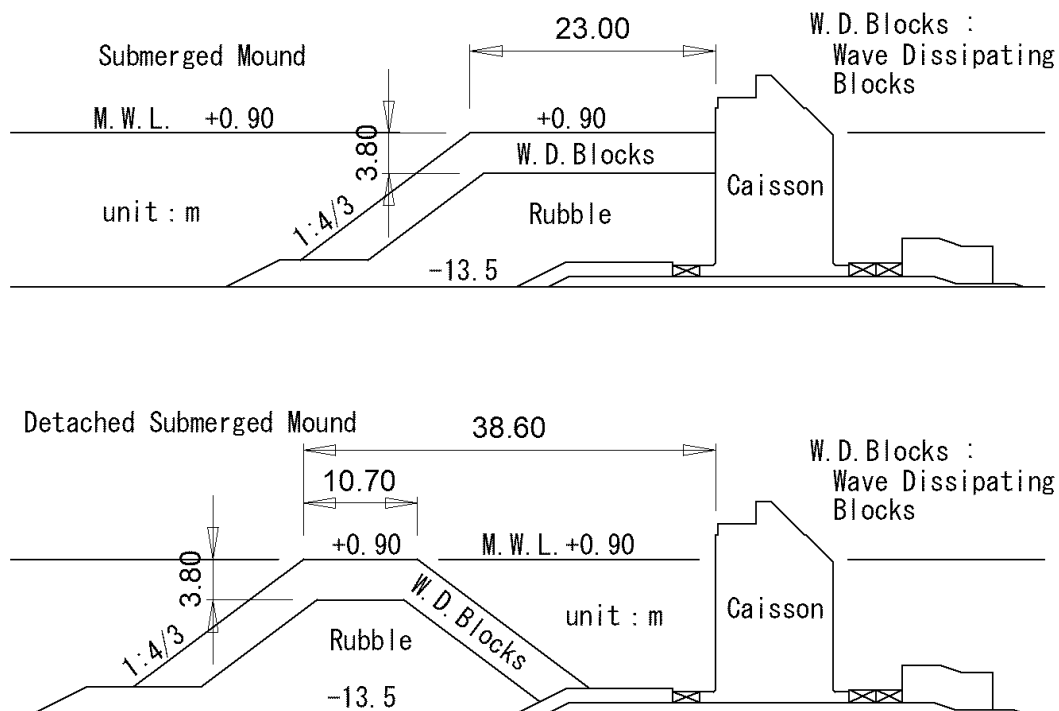 23.00
W.D.Blocks :
Wave Dissipating
Blocks
Submerged Mound
M.W.L. +0.90
+0.90
3.80
W.D.Blocks
Caisson
unit : m
1:4/3
Rubble
-13.5
Detached Submerged Mound
38.60
W.D.Blocks :
Wave Dissipating
Blocks
10.70
+0.90
M.W.L.+0.90
3.80
W.D.Blocks
unit : m
Caisson
1:4/3
Rubble
-13.5